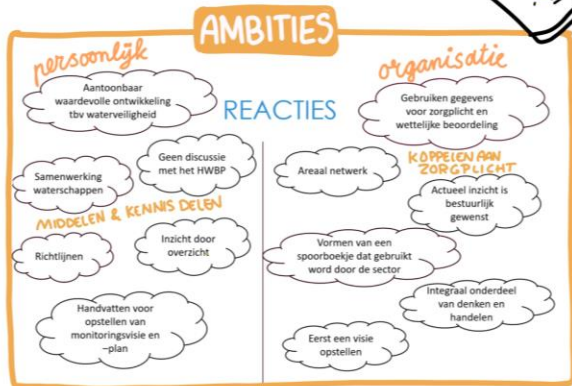 AMBITIES
persoonlijk
organisatie
REACTIES
Aantoonbaar
waardevolle ontwikkeling
tbv waterveiligheid
Samenwerking
waterschappen
Geen discussie
met het HWBP
MIDDELEN & KENNIS DELEN
Richtlijnen
Inzicht door
overzicht
Handvatten voor
opstellen van
monitoringsvisie en
–plan
Gebruiken gegevens
voor zorgplicht en
wettelijke beoordeling
Areaal netwerk
KOPPELEN AAN
ZORGPLICHT
Actueel inzicht is
bestuurlijk
gewenst
Vormen van een
spoorboekje dat gebruikt
word door de sector
Integraal onderdeel
van denken en
handelen
Eerst een visie
opstellen